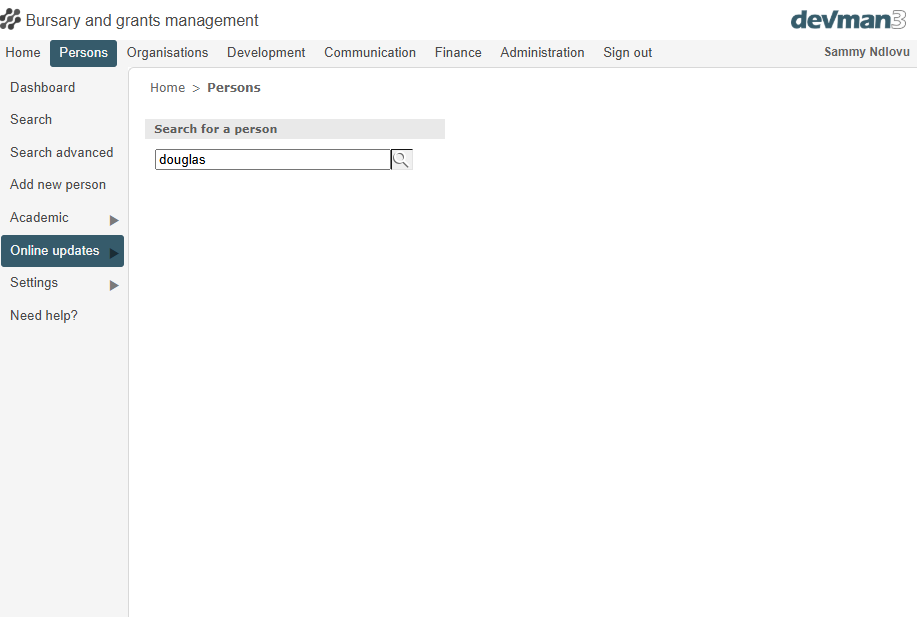 Bursary and grants management
devman3
Home Persons Organisations Development Communication Finance Administration Sign out Sammy Ndlovu
Dashboard
Search
Search advanced
Add new person
Academic
Online updates
Settings
Need help?
Home > Persons
Search for a person
douglas